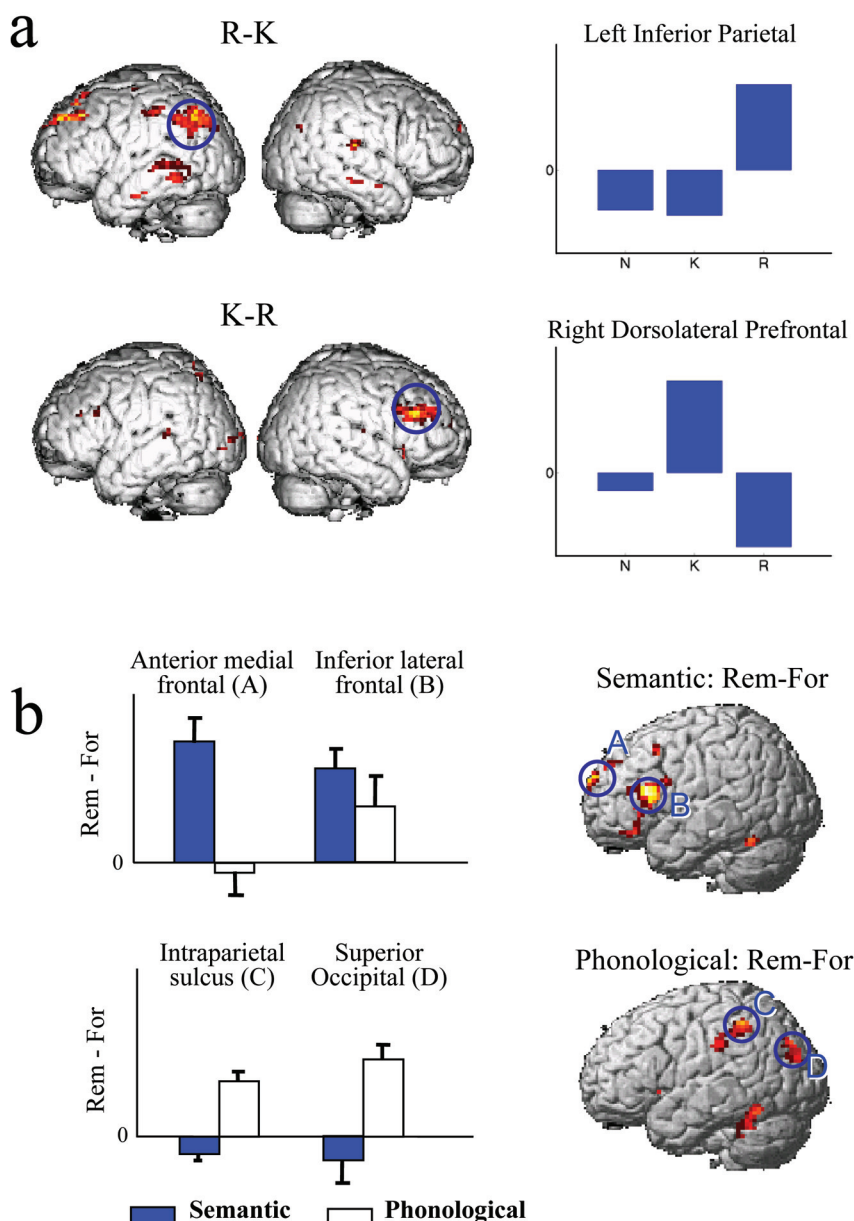 a
R-K
Left Inferior Parietal
0
N K R
K-R
Right Dorsolateral Prefrontal
0
N K R
b
Anterior medial
frontal (A)
Inferior lateral
frontal (B)
Rem - For
0
Semantic: Rem-For
A
B
Intraparietal
sulcus (C)
Superior
Occipital (D)
Rem - For
0
Phonological: Rem-For
C
D
Semantic
Phonological